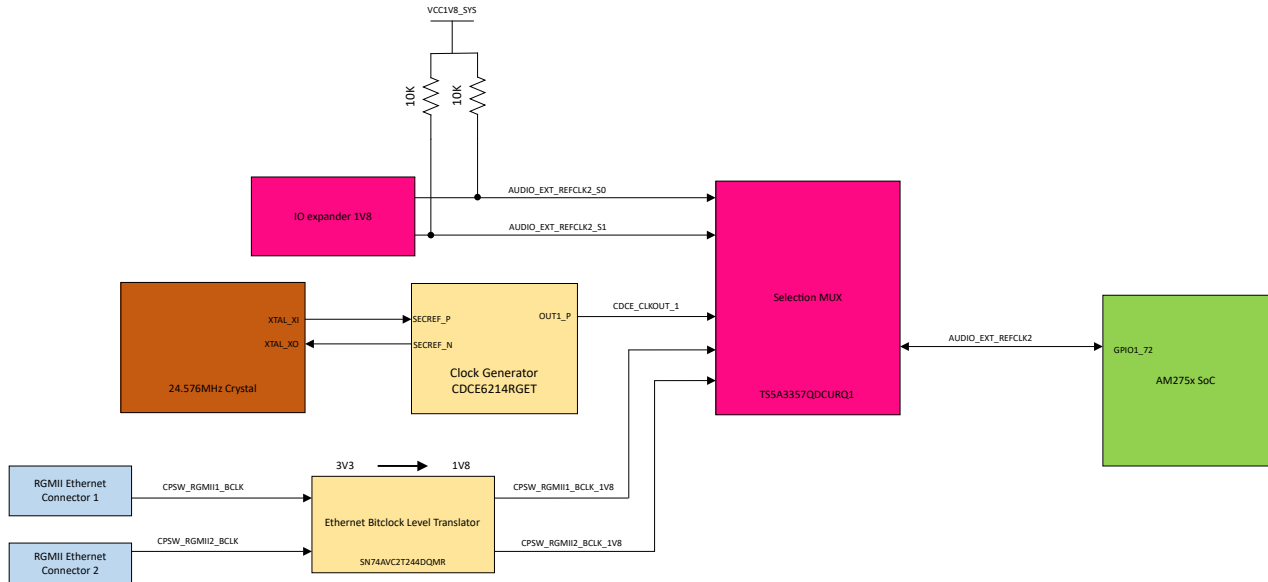 VCC1V8_SYS
10K
10K
IO expander 1V8
AUDIO_EXT_REFCLK2_S0
AUDIO_EXT_REFCLK2_S1
Selection MUX
TS5A3357QDCURQ1
XTAL_XI
XTAL_XO
24.576MHz Crystal
SECREF_P
SECREF_N
OUT1_P
Clock Generator
CDCE6214RGET
CDCE_CLKOUT_1
AUDIO_EXT_REFCLK2
GPIO1_72
AM275x SoC
3V3
1V8
RGMII Ethernet
Connector 1
CPSW_RGMII1_BCLK
Ethernet Bitclock Level Translator
SN74AVC2T244DQMR
CPSW_RGMII1_BCLK_1V8
RGMII Ethernet
Connector 2
CPSW_RGMII2_BCLK
CPSW_RGMII2_BCLK_1V8